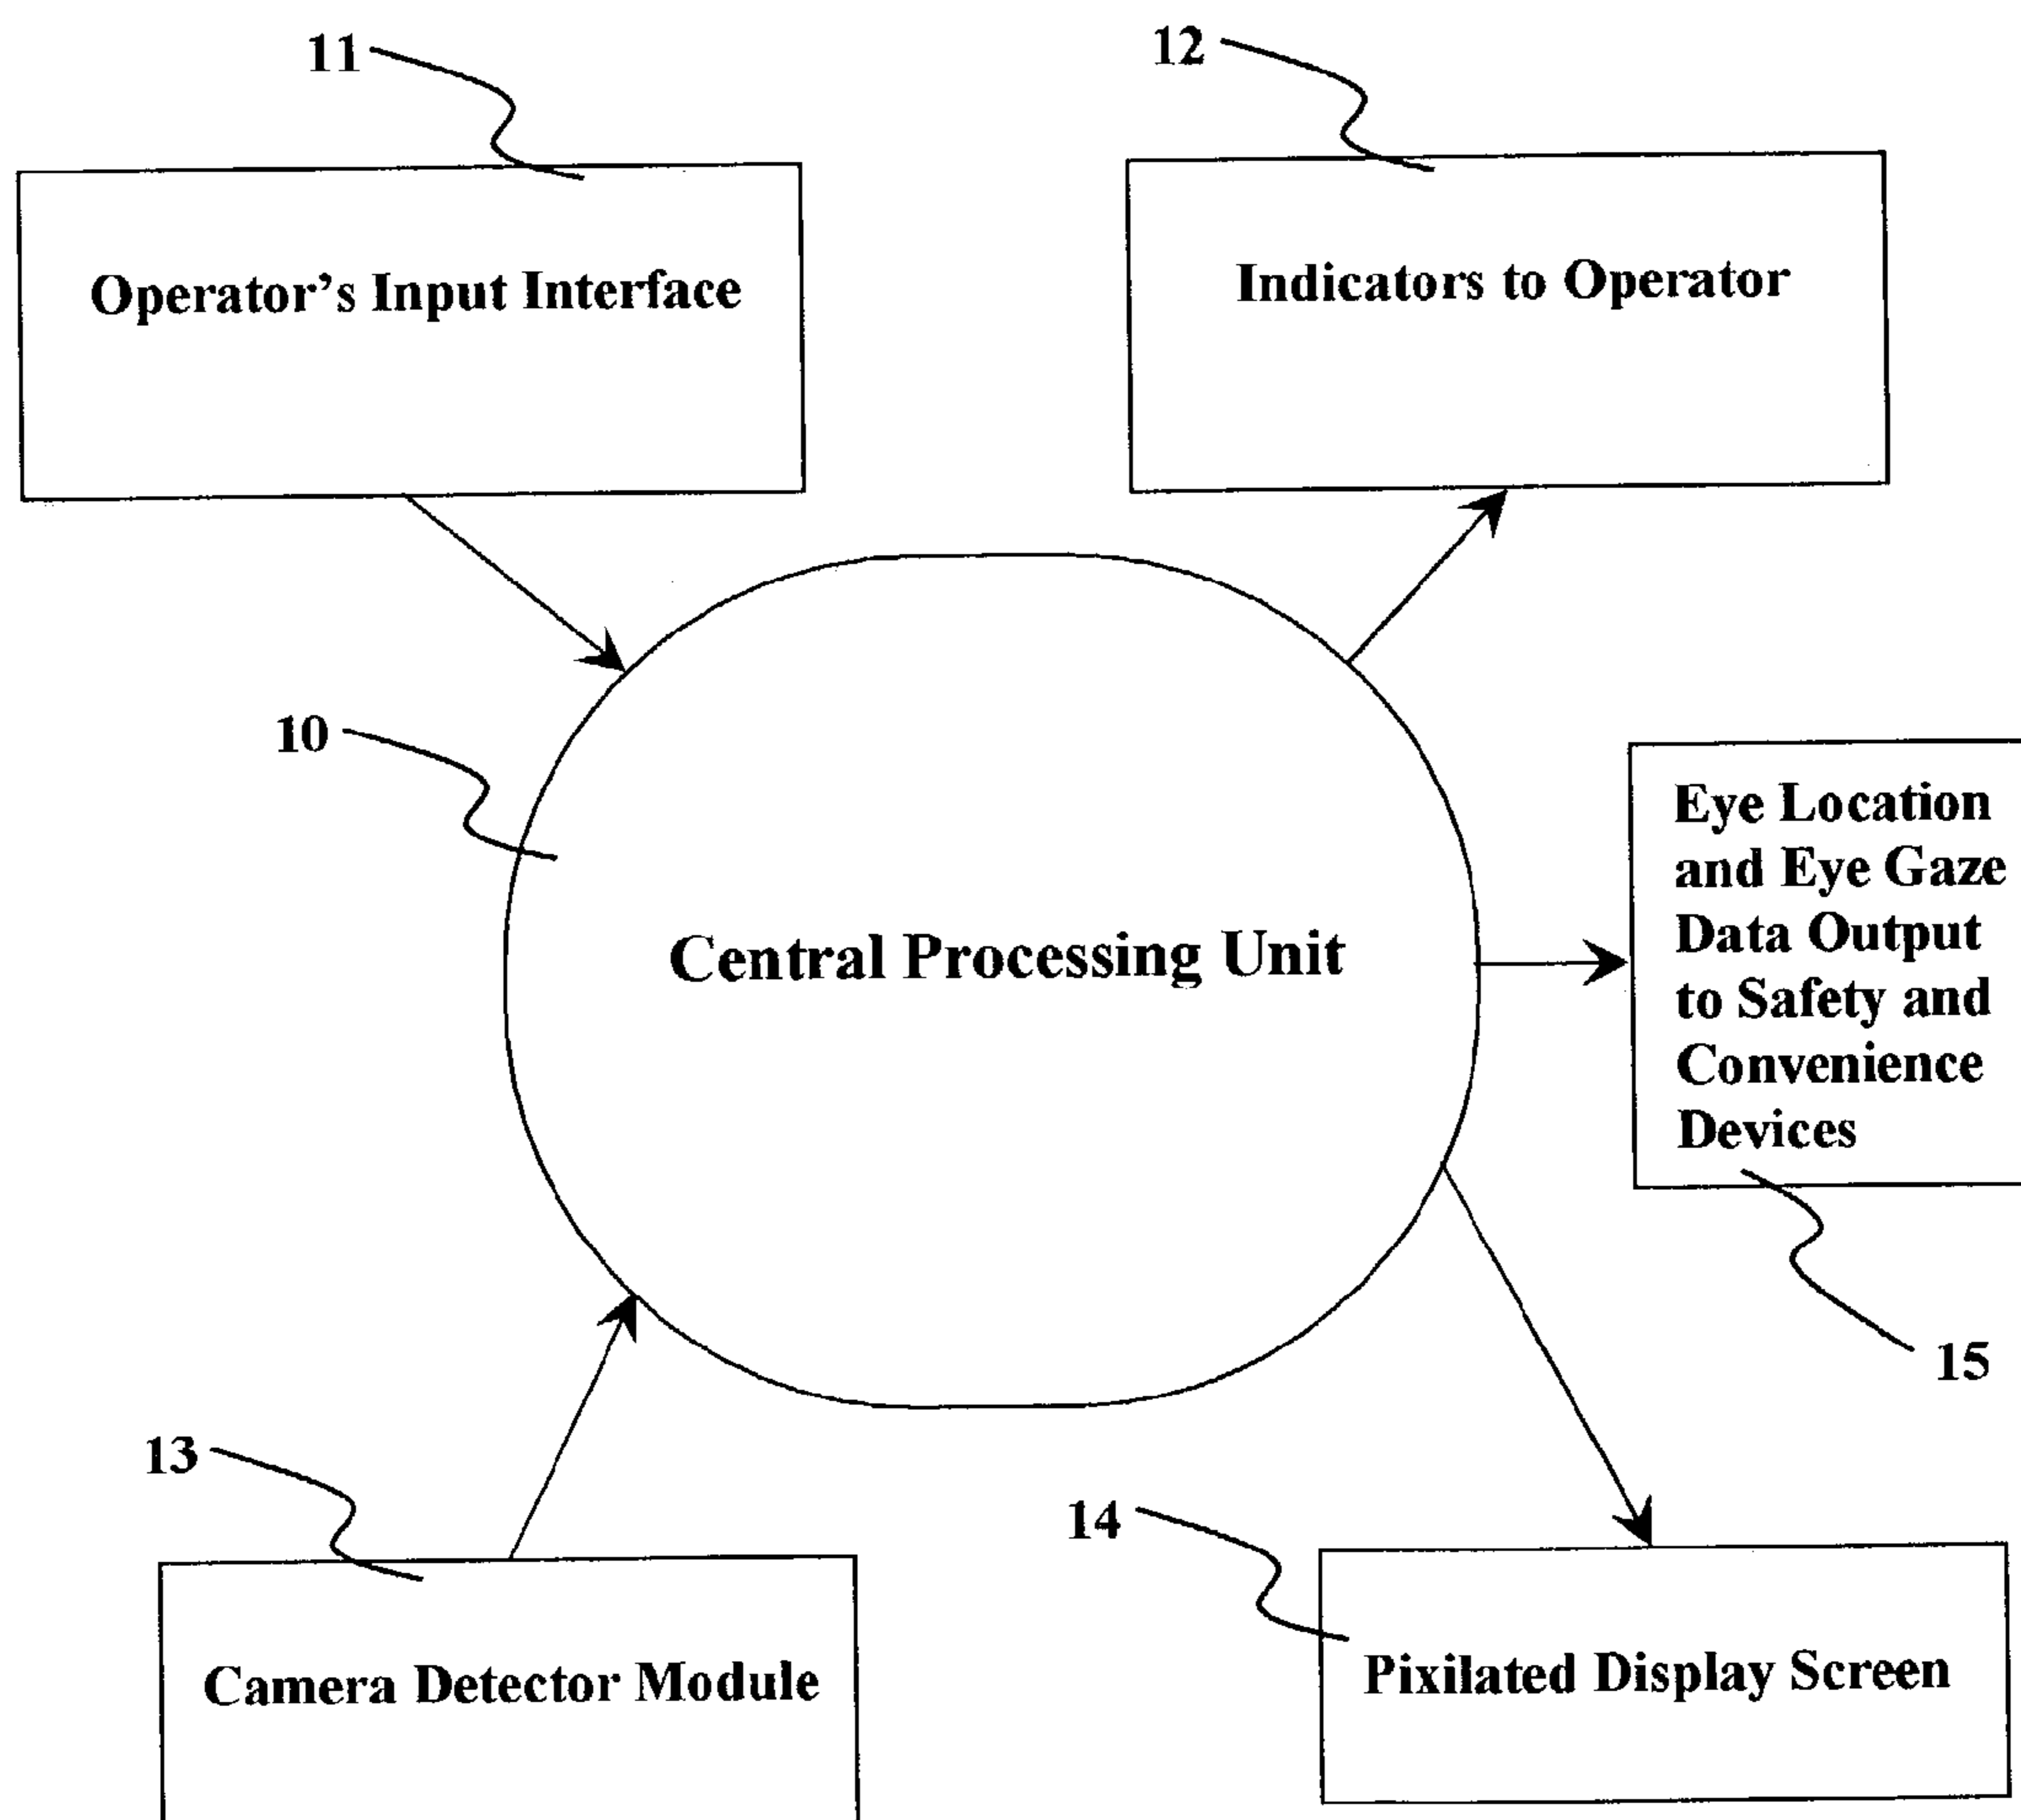 11
12
Operator's Input Interface
Indicators to Operator
10
Central Processing Unit
Eye Location
and Eye Gaze
Data Output
to Safety and
Convenience
Devices
15
13
14
Camera Detector Module
Pixilated Display Screen